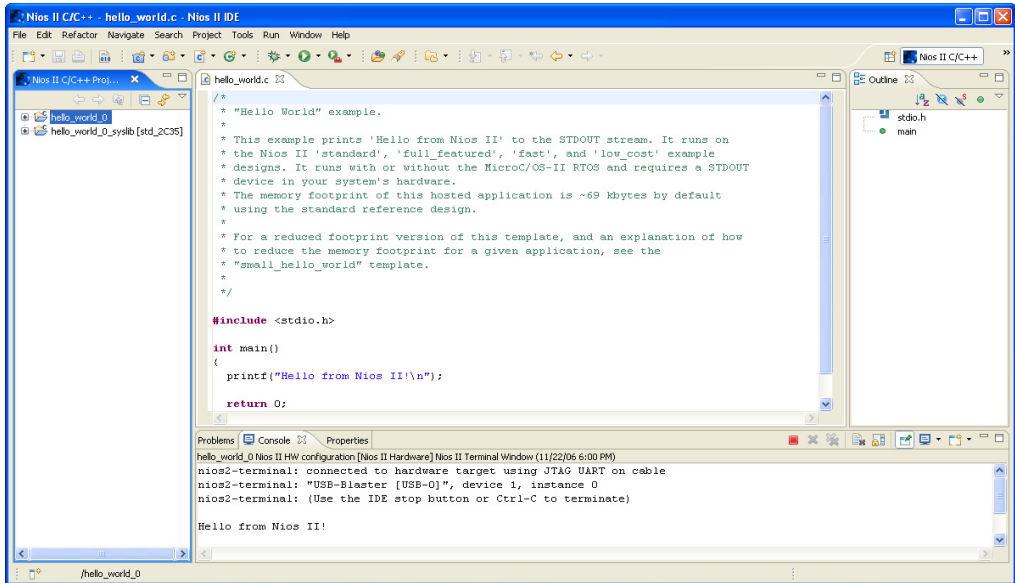 Nios II C/C++ - hello_world.c - Nios II IDE
File Edit Refactor Navigate Search Project Tools Run Window Help
Nios II C/C++ »
Nios II C/C++ Proj...
hello_world_0
hello_world_0_syslib [std_2C35]
hello_world.c
/*
* "Hello World" example.
*
* This example prints 'Hello from Nios II' to the STDOUT stream. It runs on
* the Nios II 'standard', 'full_featured', 'fast', and 'low_cost' example
* designs. It runs with or without the MicroC/OS-II RTOS and requires a STDOUT
* device in your system's hardware.
* The memory footprint of this hosted application is ~69 kbytes by default
* using the standard reference design.
*
* For a reduced footprint version of this template, and an explanation of how
* to reduce the memory footprint for a given application, see the
* "small_hello_world" template.
*
*/
#include <stdio.h>
int main()
{
printf("Hello from Nios II!\n");
return 0;
Outline
stdio.h
main
Problems Console Properties
hello_world_0 Nios II HW configuration [Nios II Hardware] Nios II Terminal Window (11/22/06 6:00 PM)
nios2-terminal: connected to hardware target using JTAG UART on cable
nios2-terminal: "USB-Blaster [USB-0]", device 1, instance 0
nios2-terminal: (Use the IDE stop button or Ctrl-C to terminate)
Hello from Nios II!
/hello_world_0